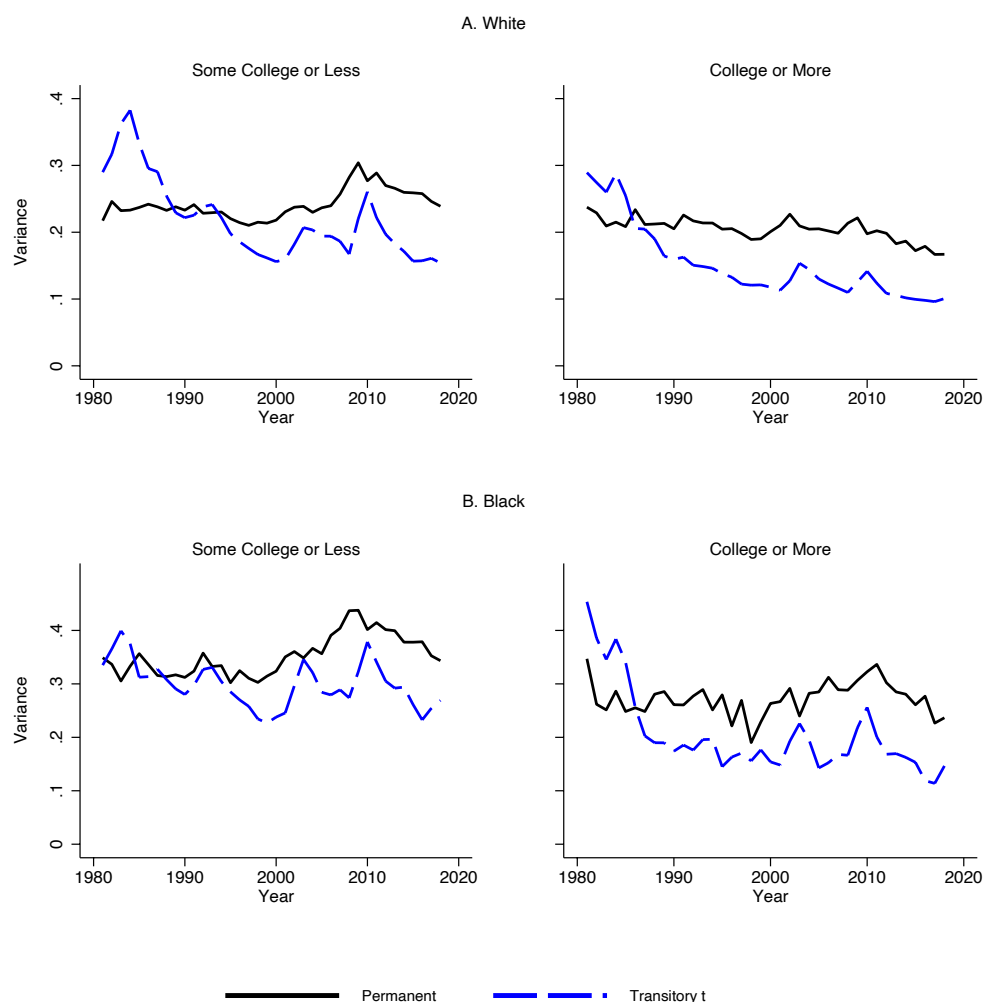 A. White
Some College or Less
College or More
Variance
.4
.3
.2
.1
0
1980 1990 2000 2010 2020
Year
1980 1990 2000 2010 2020
Year
B. Black
Some College or Less
College or More
Variance
.4
.3
.2
.1
0
1980 1990 2000 2010 2020
Year
1980 1990 2000 2010 2020
Year
Permanent
Transitory t